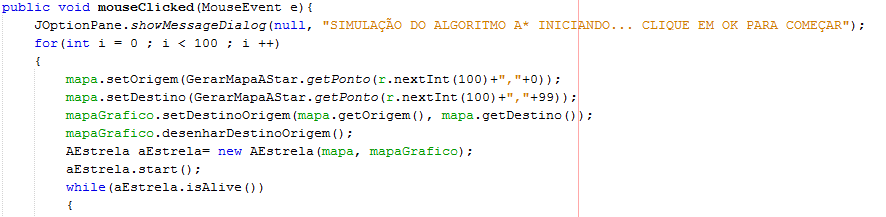 public void mouseClicked(MouseEvent e){
JOptionPane.showMessageDialog(null, "SIMULAÇÃO DO ALGORITMO A* INICIANDO... CLIQUE EM OK PARA COMEÇAR");
for(int i = 0 ; i < 100 ; i ++)
{
mapa.setOrigem(GerarMapaAStar.getPonto(r.nextInt(100)+","+0));
mapa.setDestino(GerarMapaAStar.getPonto(r.nextInt(100)+","+99));
mapaGrafico.setDestinoOrigem(mapa.getOrigem(), mapa.getDestino());
mapaGrafico.desenharDestinoOrigem();
AEstrela aEstrela= new AEstrela(mapa, mapaGrafico);
aEstrela.start();
while(aEstrela.isAlive())
{